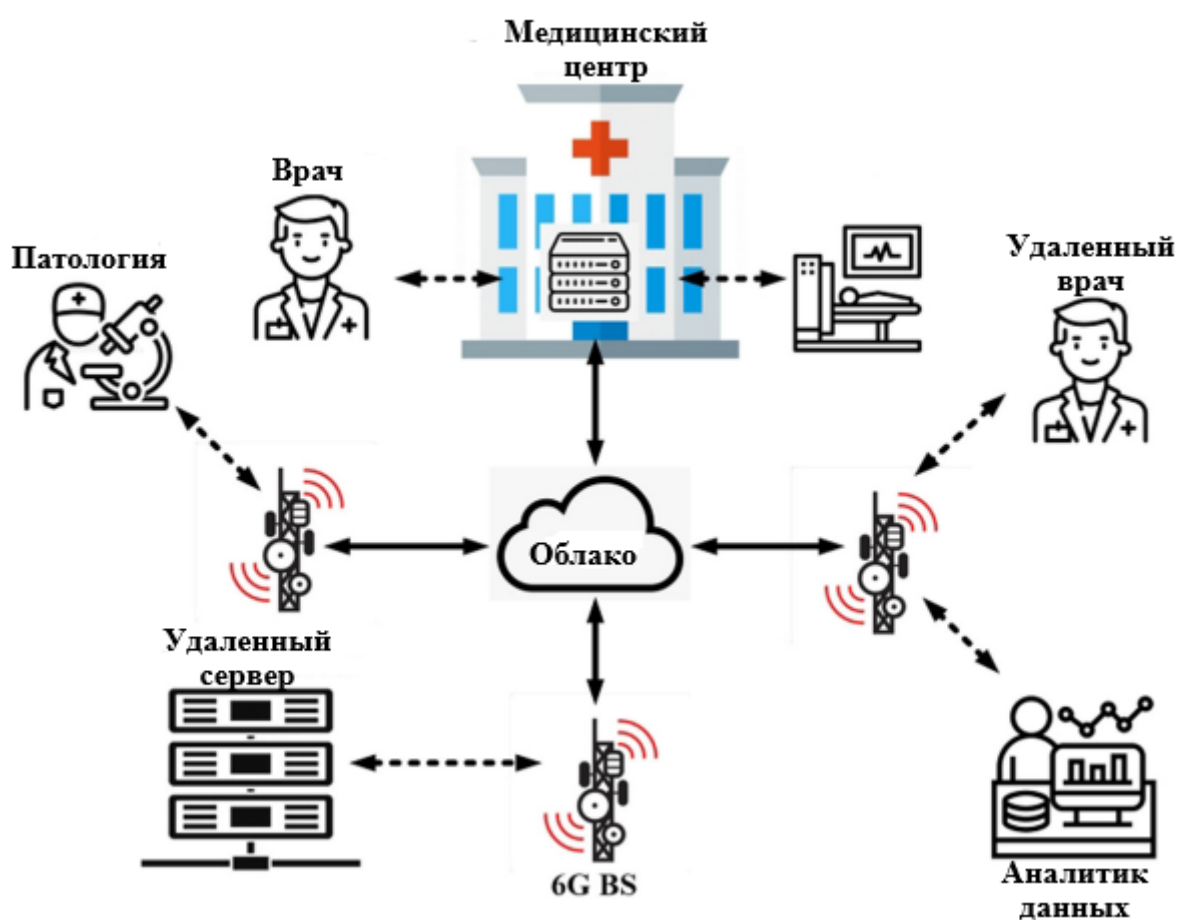 Медицинский
центр
Врач
Патология
Удаленный
врач
Облако
Удаленный
сервер
6G BS
Аналитик
данных